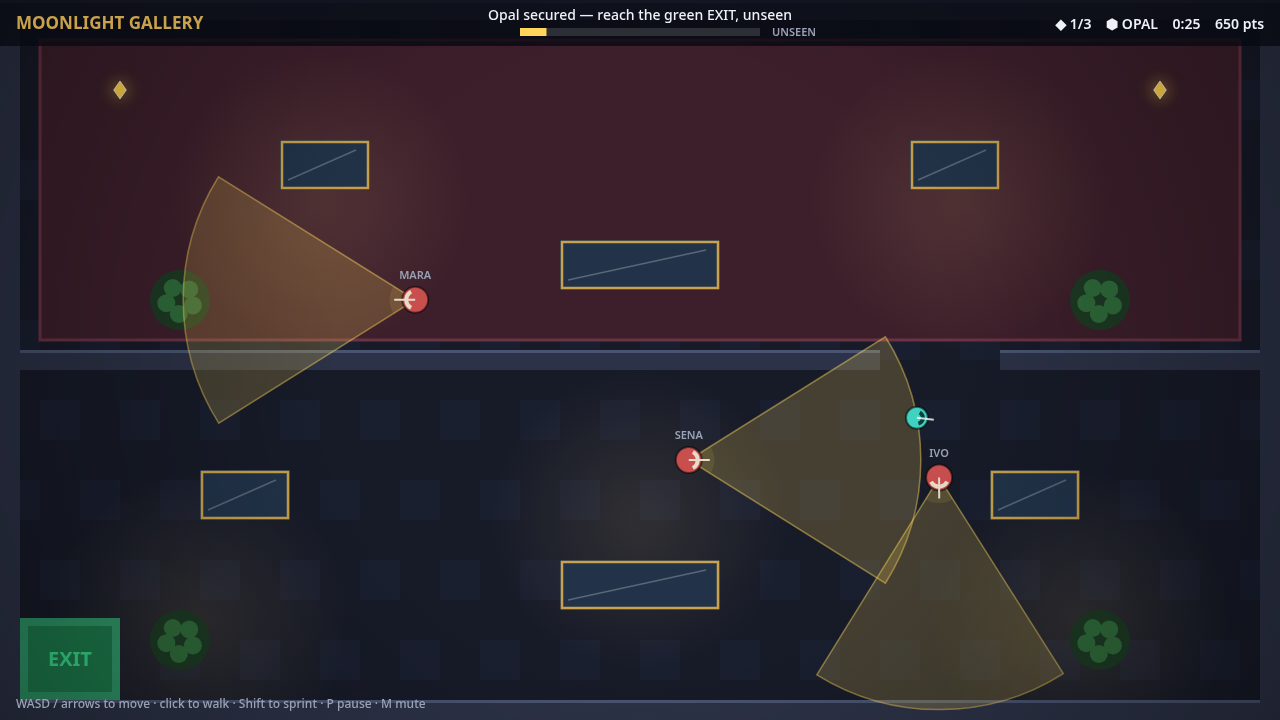 MOONLIGHT GALLERY
Opal secured — reach the green EXIT, unseen
UNSEEN
◆ 1/3 ⬢ OPAL 0:25 650 pts
MARA
SENA
IVO
EXIT
WASD / arrows to move · click to walk · Shift to sprint · P pause · M mute